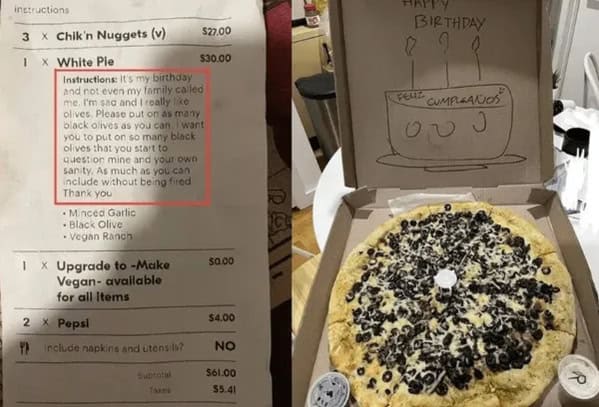 instructions
3 x Chik'n Nuggets (v) $27.00
1 x White Pie $30.00
Instructions: It's my birthday
and not even my family called
me. I'm sad and I really like
olives. Please put on as many
black olives as you can. I want
you to put on so many black
olives that you start to
question mine and your own
sanity. As much as you can
include without being fired
Thank you
• Minced Garlic
• Black Olive
• Vegan Ranch
1 x Upgrade to -Make $0.00
Vegan- available
for all Items
2 x Pepsi $4.00
Include napkins and utensils? NO
Subtotal $61.00
Taxes $5.41
HAPPY
BIRTHDAY
FELIZ
CUMPLEAÑOS